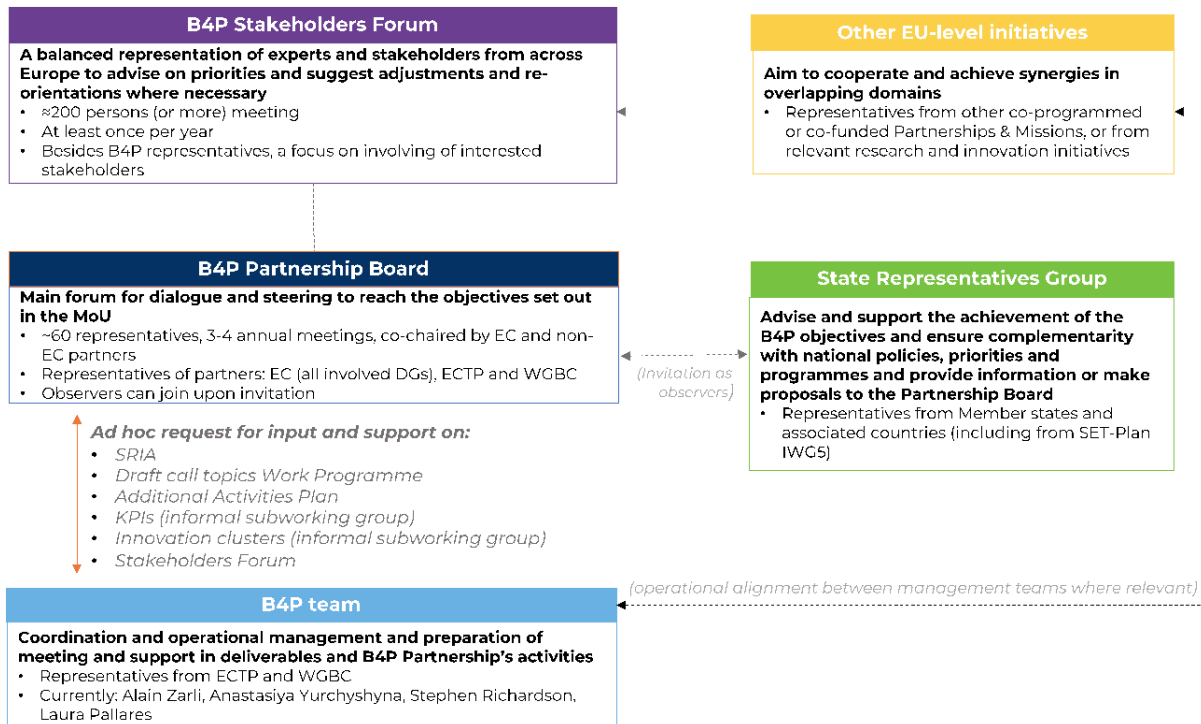 B4P Stakeholders Forum
A balanced representation of experts and stakeholders from across
Europe to advise on priorities and suggest adjustments and re-
orientations where necessary
• ≈200 persons (or more) meeting
• At least once per year
• Besides B4P representatives, a focus on involving of interested
stakeholders
Other EU-level initiatives
Aim to cooperate and achieve synergies in
overlapping domains
• Representatives from other co-programmed
or co-funded Partnerships & Missions, or from
relevant research and innovation initiatives
B4P Partnership Board
Main forum for dialogue and steering to reach the objectives set out
in the MoU
• ~60 representatives, 3-4 annual meetings, co-chaired by EC and non-
EC partners
• Representatives of partners: EC (all involved DGs), ECTP and WGBC
• Observers can join upon invitation
(Invitation as
observers)
State Representatives Group
Advise and support the achievement of the
B4P objectives and ensure complementarity
with national policies, priorities and
programmes and provide information or make
proposals to the Partnership Board
• Representatives from Member states and
associated countries (including from SET-Plan
IWG5)
Ad hoc request for input and support on:
• SRIA
• Draft call topics Work Programme
• Additional Activities Plan
• KPIs (informal subworking group)
• Innovation clusters (informal subworking group)
• Stakeholders Forum
(operational alignment between management teams where relevant)
B4P team
Coordination and operational management and preparation of
meeting and support in deliverables and B4P Partnership's activities
• Representatives from ECTP and WGBC
• Currently: Alain Zarli, Anastasiya Yurchyshyna, Stephen Richardson,
Laura Pallares